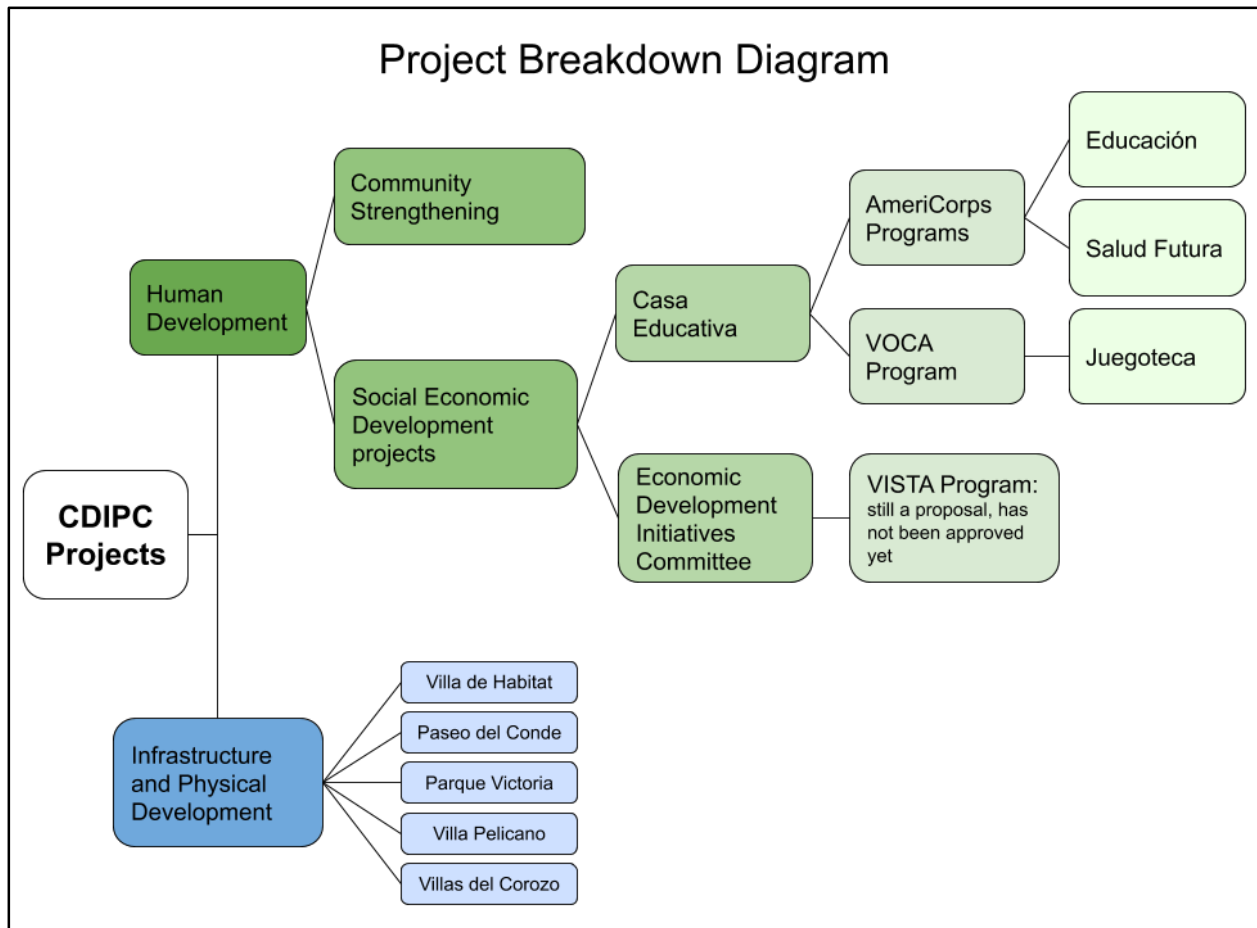 Project Breakdown Diagram
Educación
Community
Strengthening
AmeriCorps
Programs
Salud Futura
Human
Development
Casa
Educativa
VOCA
Program
Juegoteca
Social Economic
Development
projects
Economic
Development
Initiatives
Committee
VISTA Program:
still a proposal, has
not been approved
yet
CDIPC
Projects
Villa de Habitat
Paseo del Conde
Infrastructure
and Physical
Development
Parque Victoria
Villa Pelicano
Villas del Corozo